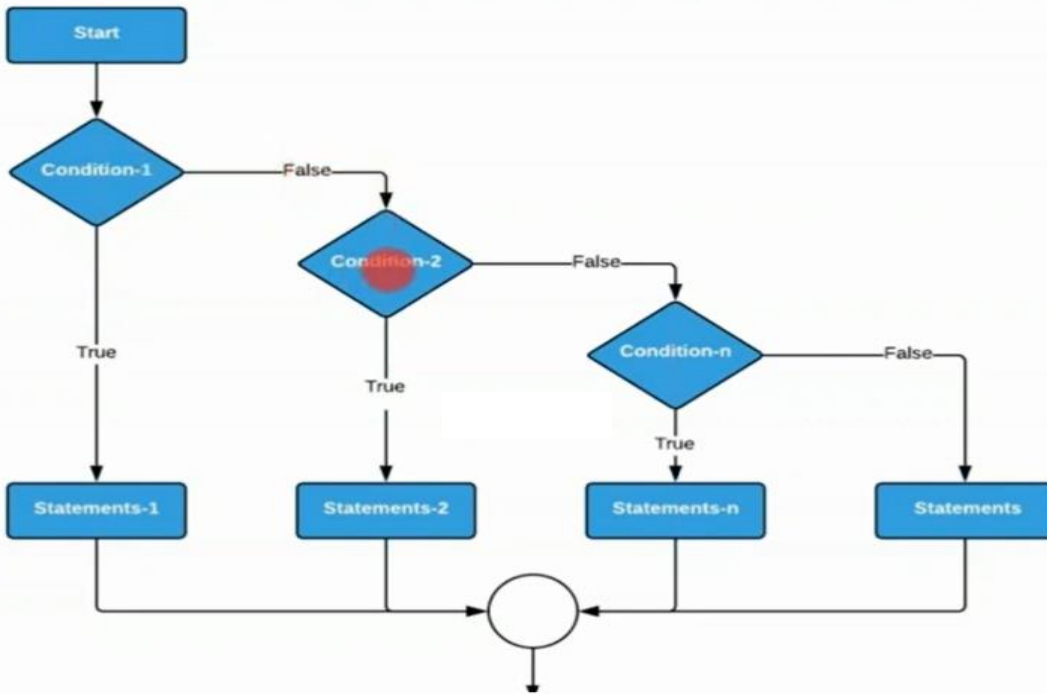 Start
Condition-1
False
Condition-2
False
Condition-n
False
True
True
True
Statements-1
Statements-2
Statements-n
Statements